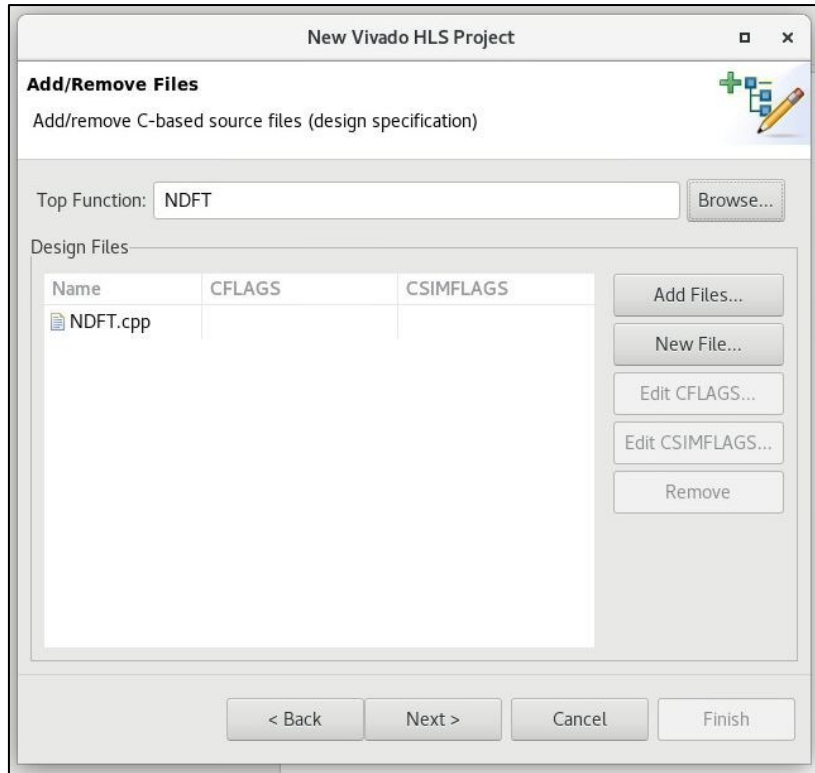 New Vivado HLS Project
Add/Remove Files
Add/remove C-based source files (design specification)
Top Function: NDFT Browse...
Design Files
Name CFLAGS CSIMFLAGS
NDFT.cpp
Add Files...
New File...
Edit CFLAGS...
Edit CSIMFLAGS...
Remove
< Back Next > Cancel Finish